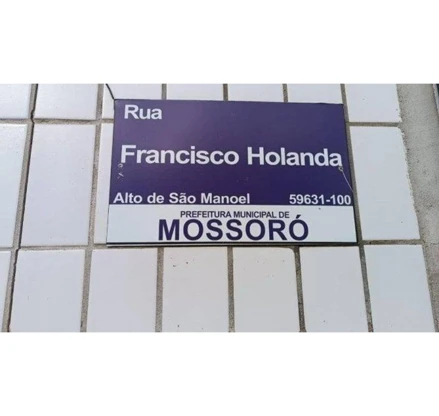 Rua
Francisco Holanda
Alto de São Manoel 59631-100
PREFEITURA MUNICIPAL DE
MOSSORÓ